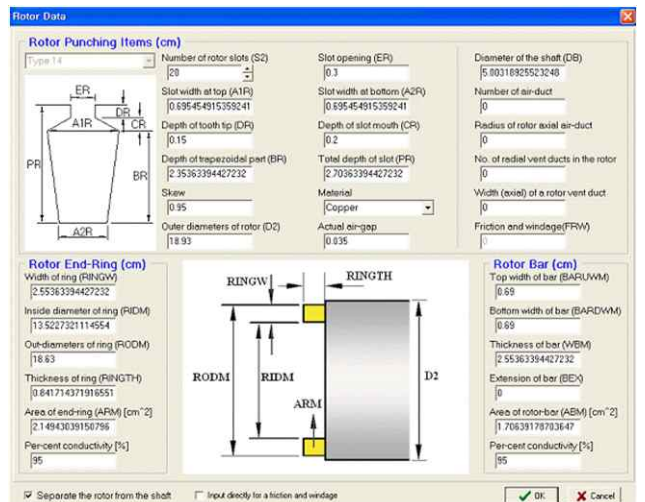 Rotor Data
Rotor Punching Items (cm)
Type 14
Number of rotor slots (S2)
28
Slot opening (ER)
0.3
Diameter of the shaft (DB)
5.80318925523248
Slot width at top (A1R)
0.695454915359241
Slot width at bottom (A2R)
0.695454915359241
Number of air-duct
0
Depth of tooth tip (DR)
0.15
Depth of slot mouth (CR)
0.2
Radius of rotor axial air-duct
0
Depth of trapezoidal part (BR)
2.35363394427232
Total depth of slot (PR)
2.70363394427232
No. of radial vent ducts in the rotor
0
Skew
0.95
Material
Copper
Width (axial) of a rotor vent duct
0
Outer diameters of rotor (D2)
18.93
Actual air-gap
0.035
Friction and windage(FRW)
0
ER
DR
A1R
CR
PR
BR
A2R
Rotor End-Ring (cm)
Width of ring (RINGW)
2.55363394427232
Inside diameter of ring (RIDM)
13.5227321114554
Out-diameters of ring (RODM)
18.63
Thickness of ring (RINGTH)
0.841714371916551
Area of end-ring (ARM) [cm^2]
2.14943039150796
Per-cent conductivity [%]
95
RINGW
RINGTH
RODM
RIDM
D2
ARM
Rotor Bar (cm)
Top width of bar (BARUWM)
0.69
Bottom width of bar (BARDWM)
0.69
Thickness of bar (WBM)
2.55363394427232
Extension of bar (BEX)
0
Area of rotor-bar (ABM) [cm^2]
1.70639178703647
Per-cent conductivity [%]
95
Separate the rotor from the shaft
Input directly for a friction and windage
OK
Cancel